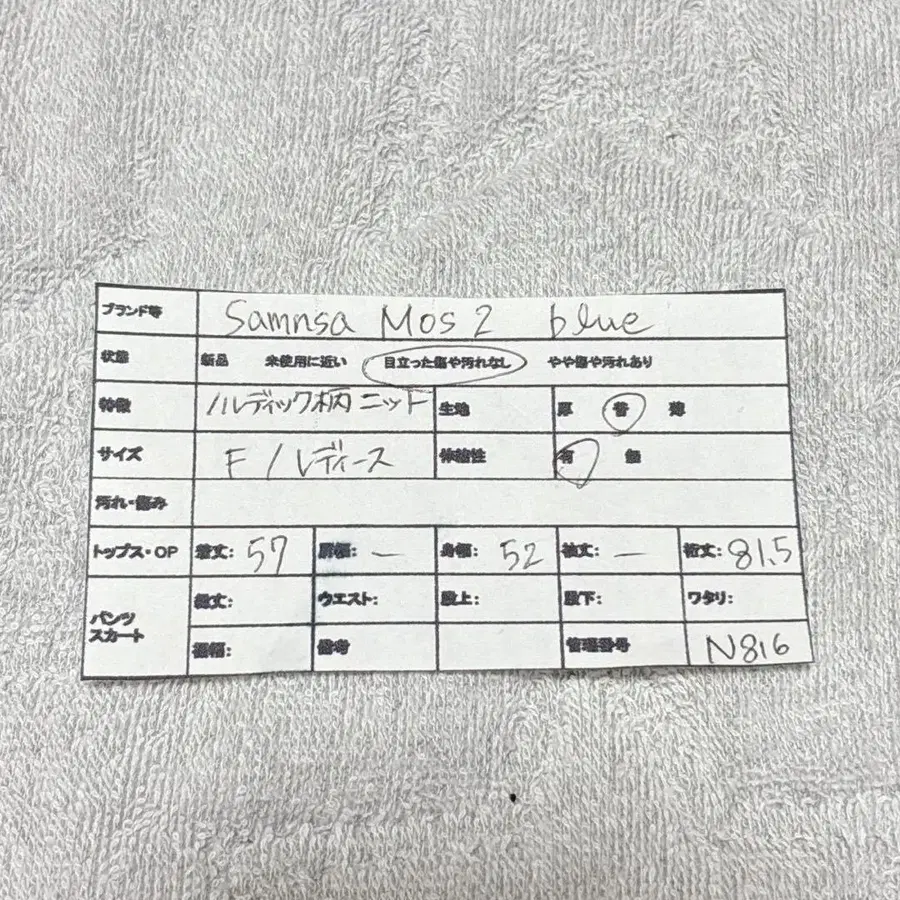 ブランド等 Samnsa Mos2 blue
状態 新品 未使用に近い 目立った傷や汚れなし やや傷や汚れあり
特徴 ノルディック柄 ニット 生地 厚 普 薄
サイズ F / レディース 伸縮性 有 無
汚れ・傷み
トップス・OP 着丈: 57 肩幅: — 身幅: 52 袖丈: — 裄丈: 81.5
パンツ スカート 総丈: ウエスト: 股上: 股下: ワタリ:
裾幅: 備考 管理番号 N816